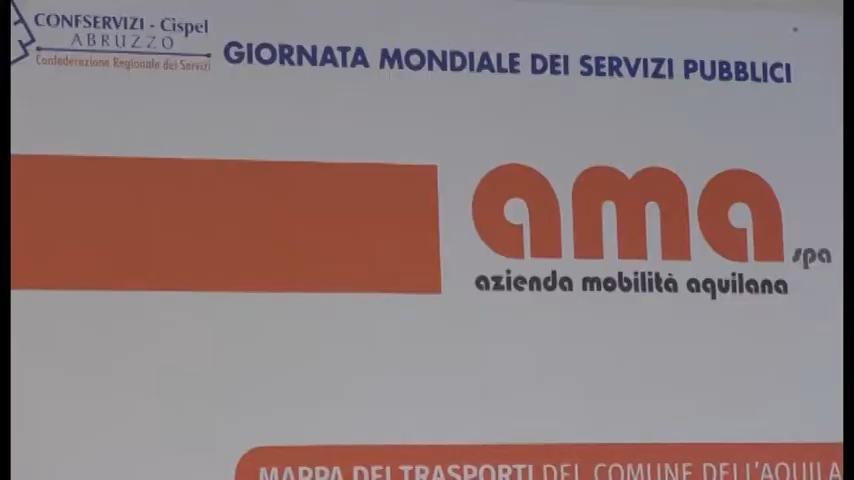 CONFSERVIZI - Cispel
ABRUZZO
Confederazione Regionale dei Servizi
GIORNATA MONDIALE DEI SERVIZI PUBBLICI
ama spa
azienda mobilità aquilana
MAPPA DEI TRASPORTI DEL COMUNE DELL'AQUILA